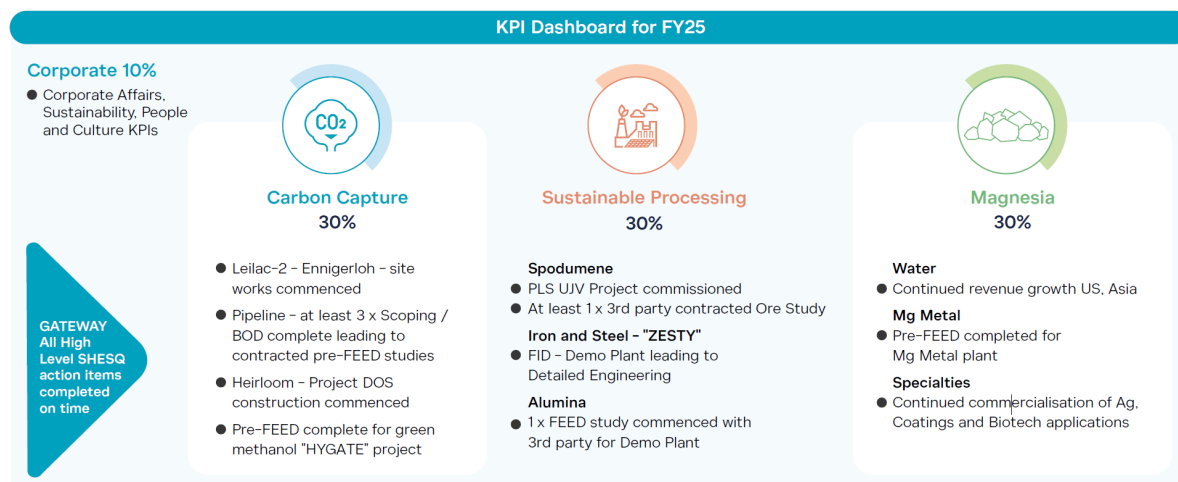 KPI Dashboard for FY25
Corporate 10%
● Corporate Affairs,
Sustainability, People
and Culture KPIs
GATEWAY
All High
Level SHESQ
action items
completed
on time
CO2
Carbon Capture
30%
● Leilac-2 – Ennigerloh – site
works commenced
● Pipeline – at least 3 x Scoping /
BOD complete leading to
contracted pre-FEED studies
● Heirloom – Project DOS
construction commenced
● Pre-FEED complete for green
methanol "HYGATE" project
Sustainable Processing
30%
Spodumene
● PLS UJV Project commissioned
● At least 1 x 3rd party contracted Ore Study
Iron and Steel – "ZESTY"
● FID – Demo Plant leading to
Detailed Engineering
Alumina
● 1 x FEED study commenced with
3rd party for Demo Plant
Magnesia
30%
Water
● Continued revenue growth US, Asia
Mg Metal
● Pre-FEED completed for
Mg Metal plant
Specialties
● Continued commercialisation of Ag,
Coatings and Biotech applications